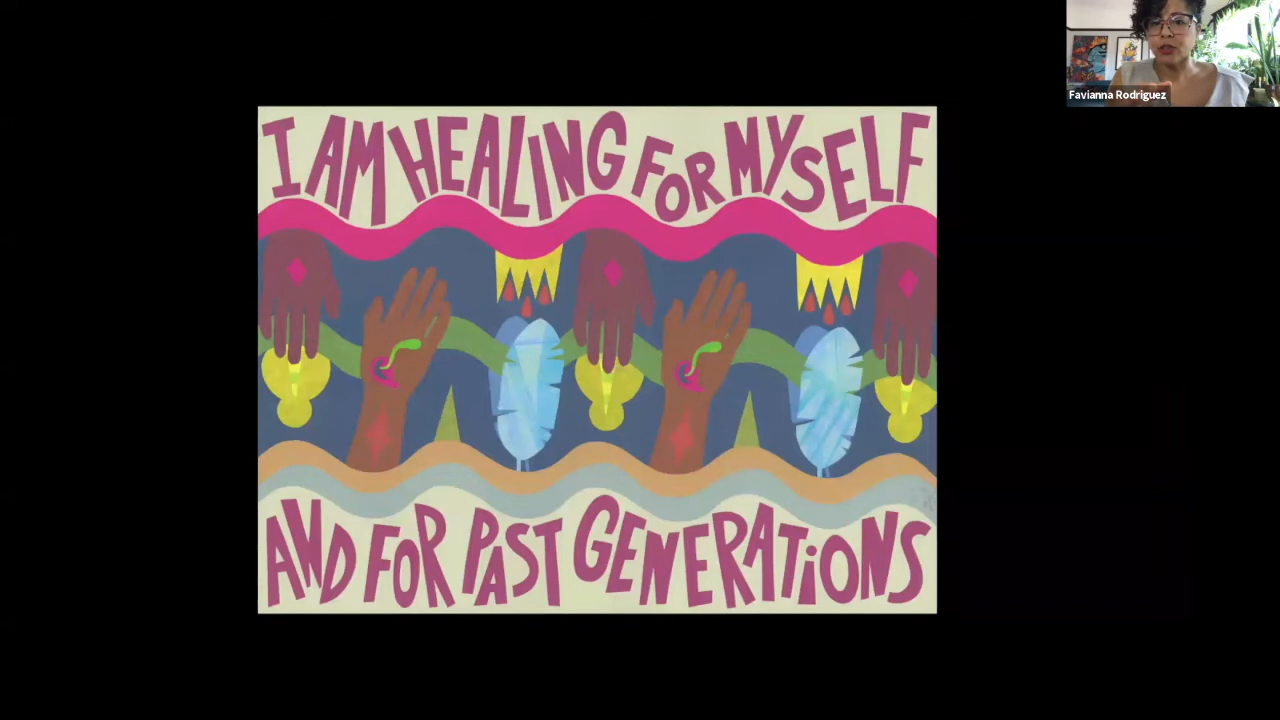 I AM HEALING FOR MYSELF
AND FOR PAST GENERATIONS
Favianna Rodriguez